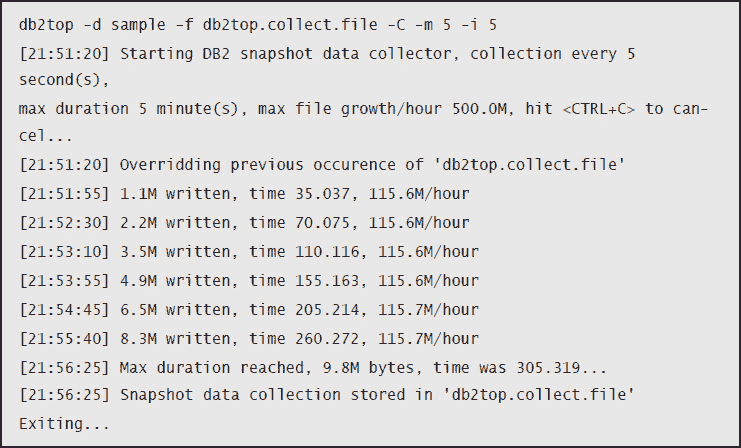 db2top -d sample -f db2top.collect.file -C -m 5 -i 5
[21:51:20] Starting DB2 snapshot data collector, collection every 5
second(s),
max duration 5 minute(s), max file growth/hour 500.0M, hit <CTRL+C> to can-
cel...
[21:51:20] Overridding previous occurence of 'db2top.collect.file'
[21:51:55] 1.1M written, time 35.037, 115.6M/hour
[21:52:30] 2.2M written, time 70.075, 115.6M/hour
[21:53:10] 3.5M written, time 110.116, 115.6M/hour
[21:53:55] 4.9M written, time 155.163, 115.6M/hour
[21:54:45] 6.5M written, time 205.214, 115.7M/hour
[21:55:40] 8.3M written, time 260.272, 115.7M/hour
[21:56:25] Max duration reached, 9.8M bytes, time was 305.319...
[21:56:25] Snapshot data collection stored in 'db2top.collect.file'
Exiting...